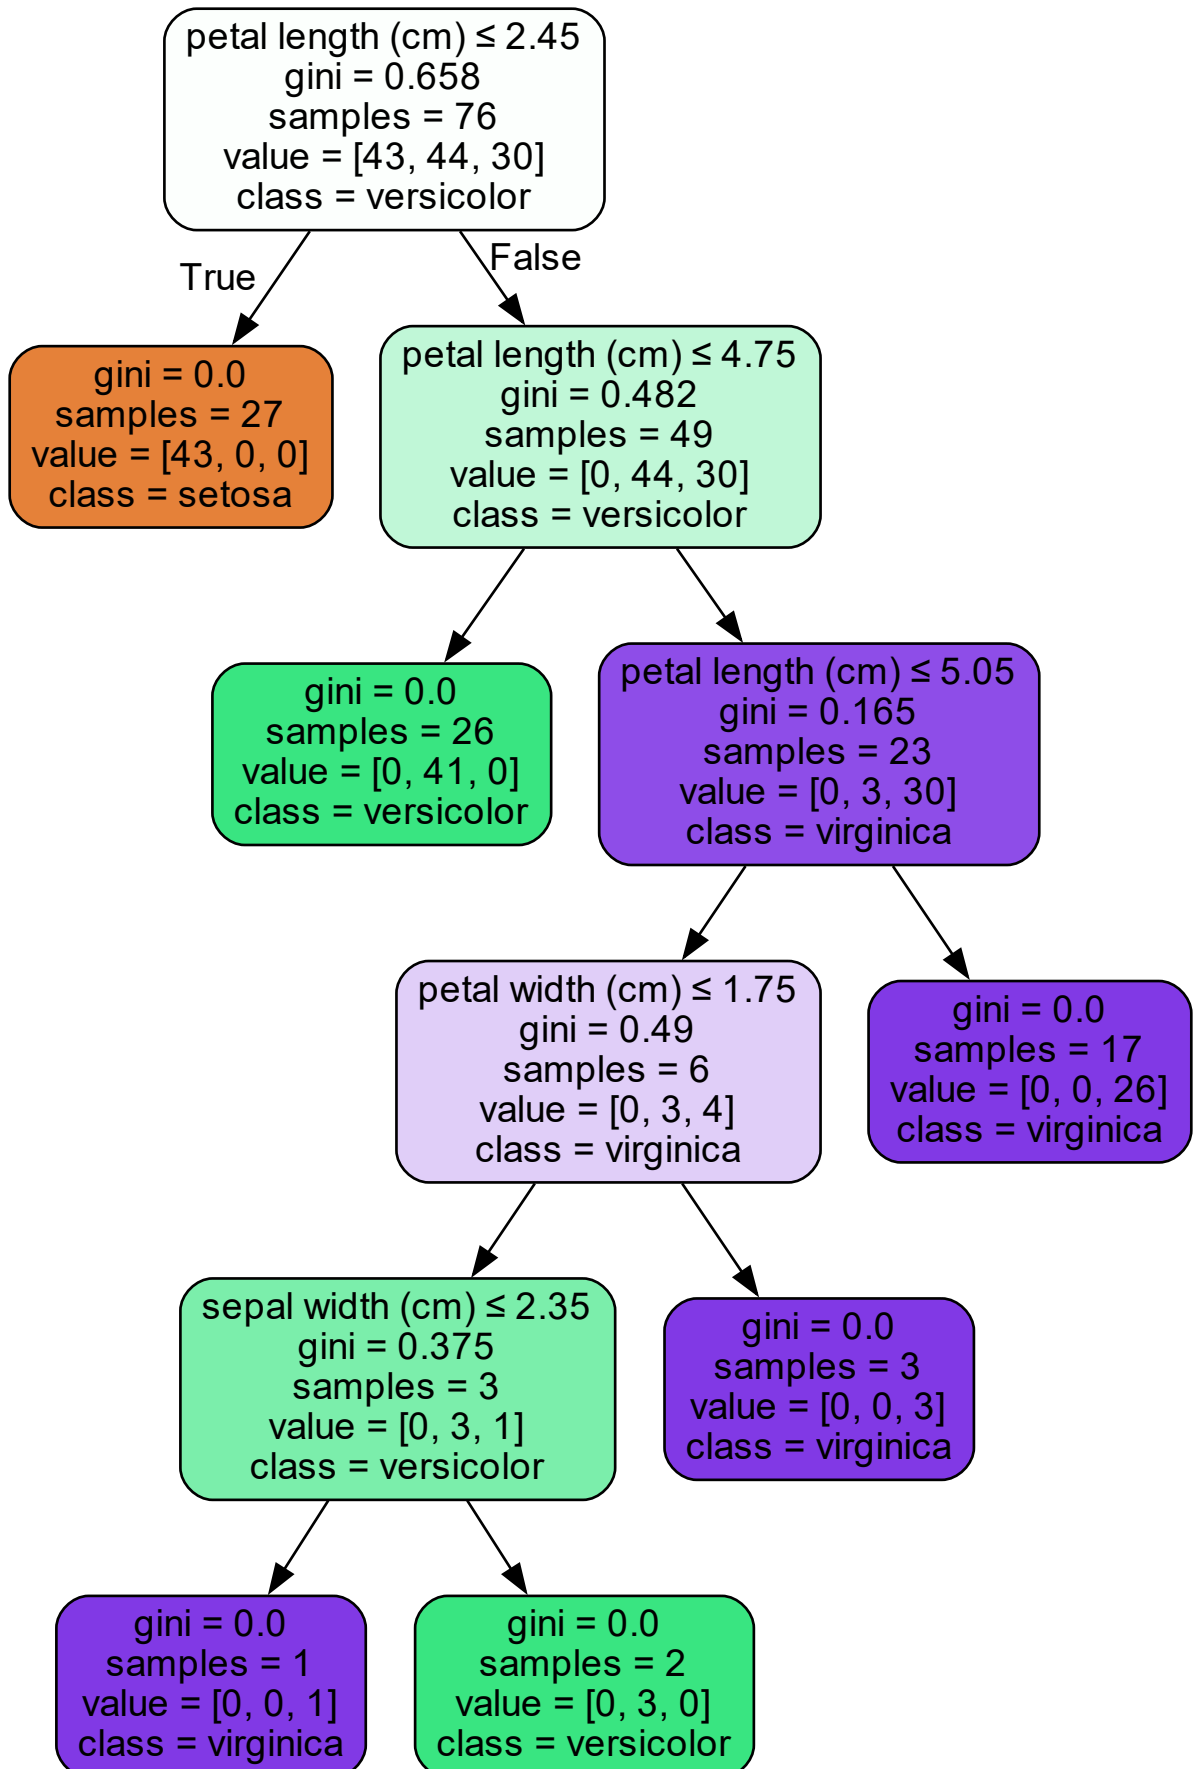 petal length (cm) ≤ 2.45
gini = 0.658
samples = 76
value = [43, 44, 30]
class = versicolor
True
False
gini = 0.0
samples = 27
value = [43, 0, 0]
class = setosa
petal length (cm) ≤ 4.75
gini = 0.482
samples = 49
value = [0, 44, 30]
class = versicolor
gini = 0.0
samples = 26
value = [0, 41, 0]
class = versicolor
petal length (cm) ≤ 5.05
gini = 0.165
samples = 23
value = [0, 3, 30]
class = virginica
petal width (cm) ≤ 1.75
gini = 0.49
samples = 6
value = [0, 3, 4]
class = virginica
gini = 0.0
samples = 17
value = [0, 0, 26]
class = virginica
sepal width (cm) ≤ 2.35
gini = 0.375
samples = 3
value = [0, 3, 1]
class = versicolor
gini = 0.0
samples = 3
value = [0, 0, 3]
class = virginica
gini = 0.0
samples = 1
value = [0, 0, 1]
class = virginica
gini = 0.0
samples = 2
value = [0, 3, 0]
class = versicolor